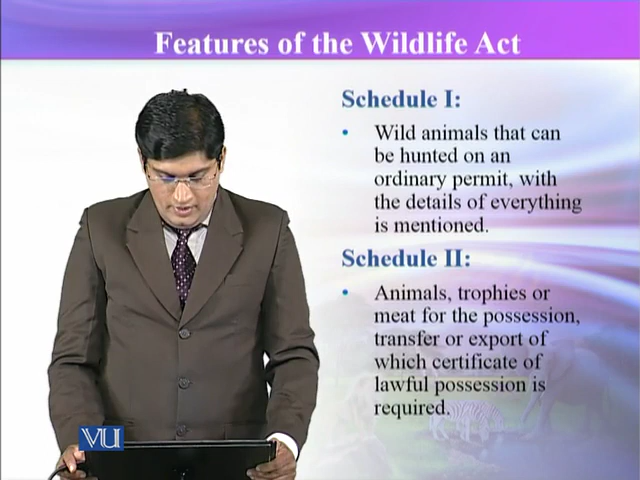 Features of the Wildlife Act
Schedule I:
• Wild animals that can
be hunted on an
ordinary permit, with
the details of everything
is mentioned.
Schedule II:
• Animals, trophies or
meat for the possession,
transfer or export of
which certificate of
lawful possession is
required.
VU